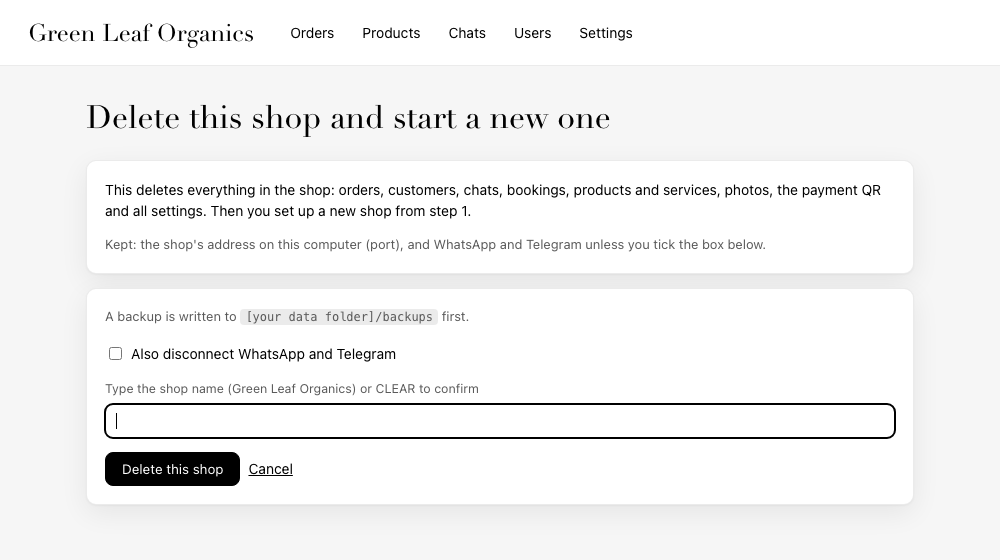 Green Leaf Organics
Orders
Products
Chats
Users
Settings
Delete this shop and start a new one
This deletes everything in the shop: orders, customers, chats, bookings, products and services, photos, the payment QR
and all settings. Then you set up a new shop from step 1.
Kept: the shop's address on this computer (port), and WhatsApp and Telegram unless you tick the box below.
A backup is written to [your data folder]/backups first.
Also disconnect WhatsApp and Telegram
Type the shop name (Green Leaf Organics) or CLEAR to confirm
Delete this shop
Cancel